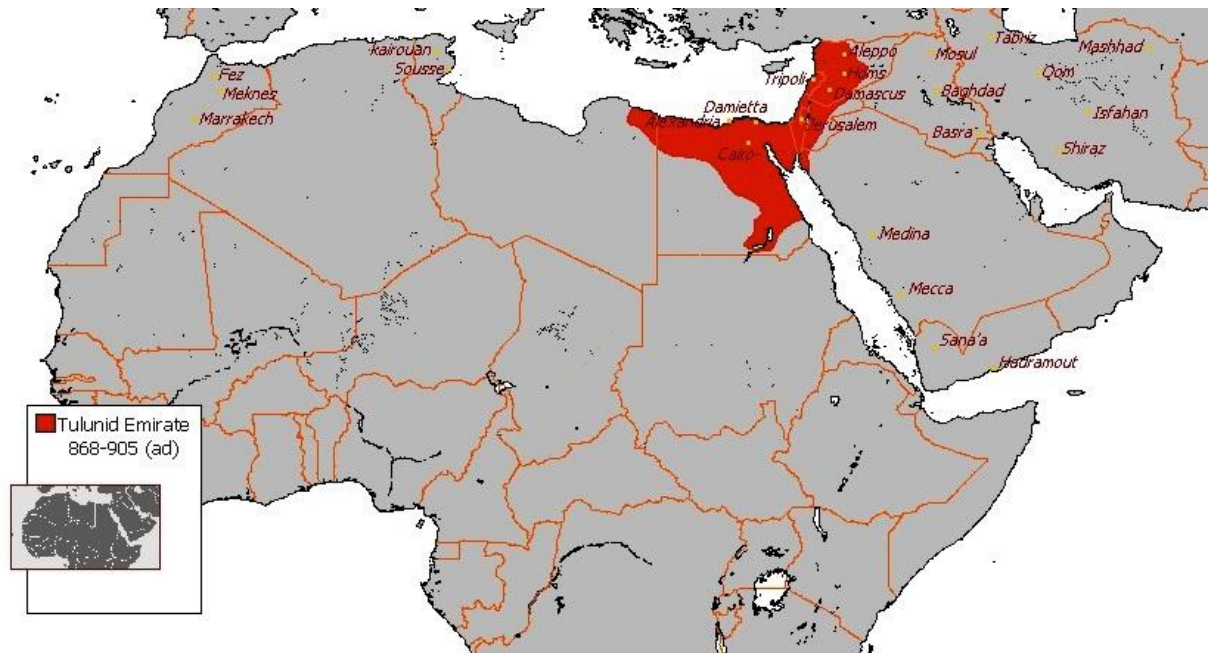 Tabriz
Mashhad
kairouan
Aleppo
Mosul
Sousse
Fez
Homs
Qom
Tripoli
Meknes
Damascus
Baghdad
Damietta
Isfahan
Marrakech
Alexandria
Jerusalem
Basra
Cairo
Shiraz
Medina
Mecca
Sana'a
Hadramout
Tulunid Emirate
868-905 (ad)